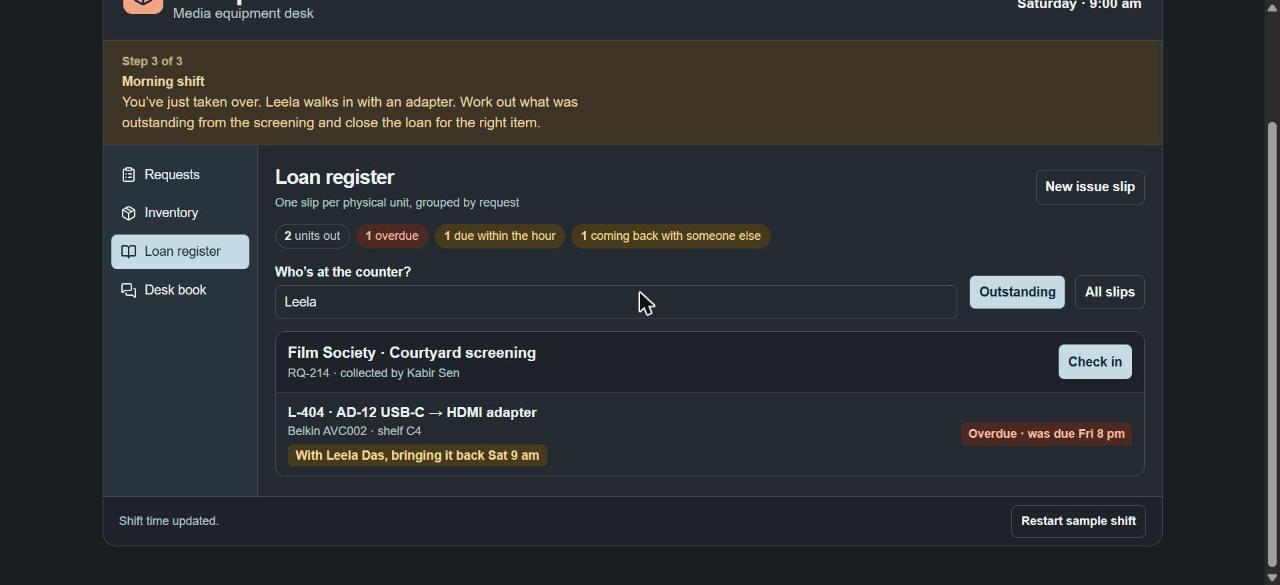 Media equipment desk
Saturday · 9:00 am
Step 3 of 3
Morning shift
You've just taken over. Leela walks in with an adapter. Work out what was
outstanding from the screening and close the loan for the right item.
Requests
Inventory
Loan register
Desk book
Loan register
One slip per physical unit, grouped by request
New issue slip
2 units out
1 overdue
1 due within the hour
1 coming back with someone else
Who's at the counter?
Leela
Outstanding
All slips
Film Society · Courtyard screening
RQ-214 · collected by Kabir Sen
Check in
L-404 · AD-12 USB-C → HDMI adapter
Belkin AVC002 · shelf C4
With Leela Das, bringing it back Sat 9 am
Overdue · was due Fri 8 pm
Shift time updated.
Restart sample shift